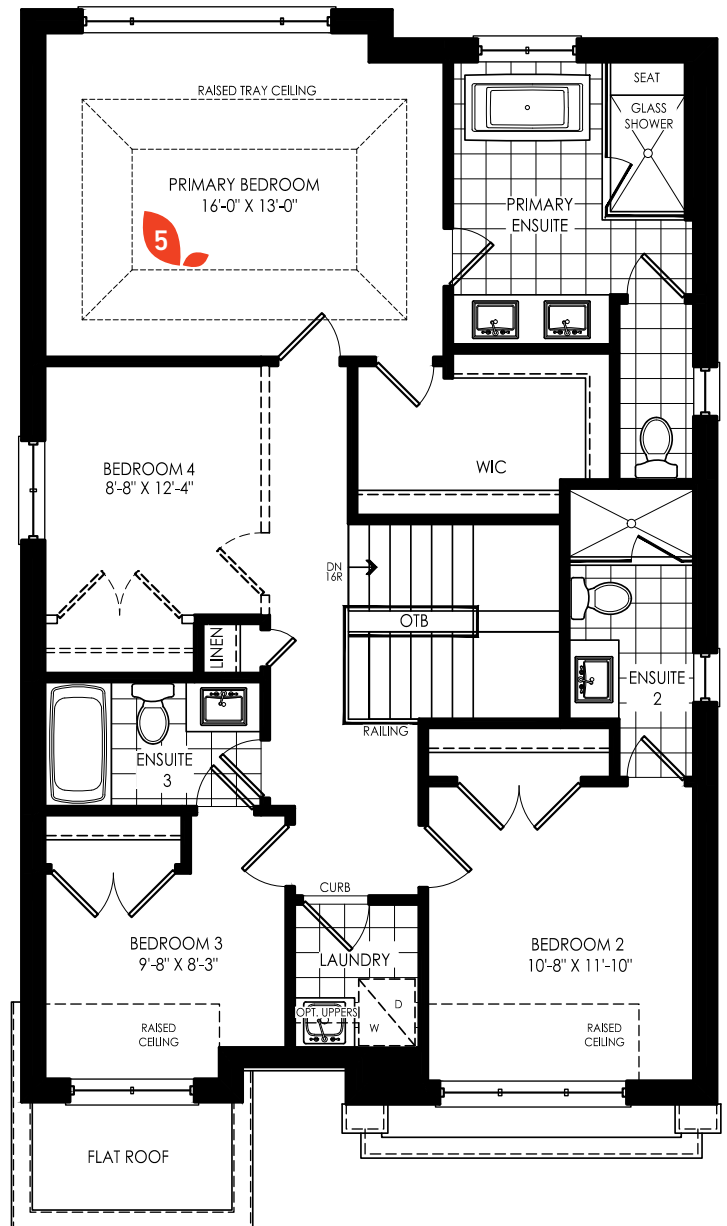 RAISED TRAY CEILING
PRIMARY BEDROOM
16'-0" X 13'-0"
5
SEAT
GLASS
SHOWER
PRIMARY
ENSUITE
BEDROOM 4
8'-8" X 12'-4"
WIC
DN
16R
OTB
LINEN
RAILING
ENSUITE
2
ENSUITE
3
CURB
BEDROOM 3
9'-8" X 8'-3"
LAUNDRY
BEDROOM 2
10'-8" X 11'-10"
OPT. UPPERS
D
W
RAISED
CEILING
RAISED
CEILING
FLAT ROOF